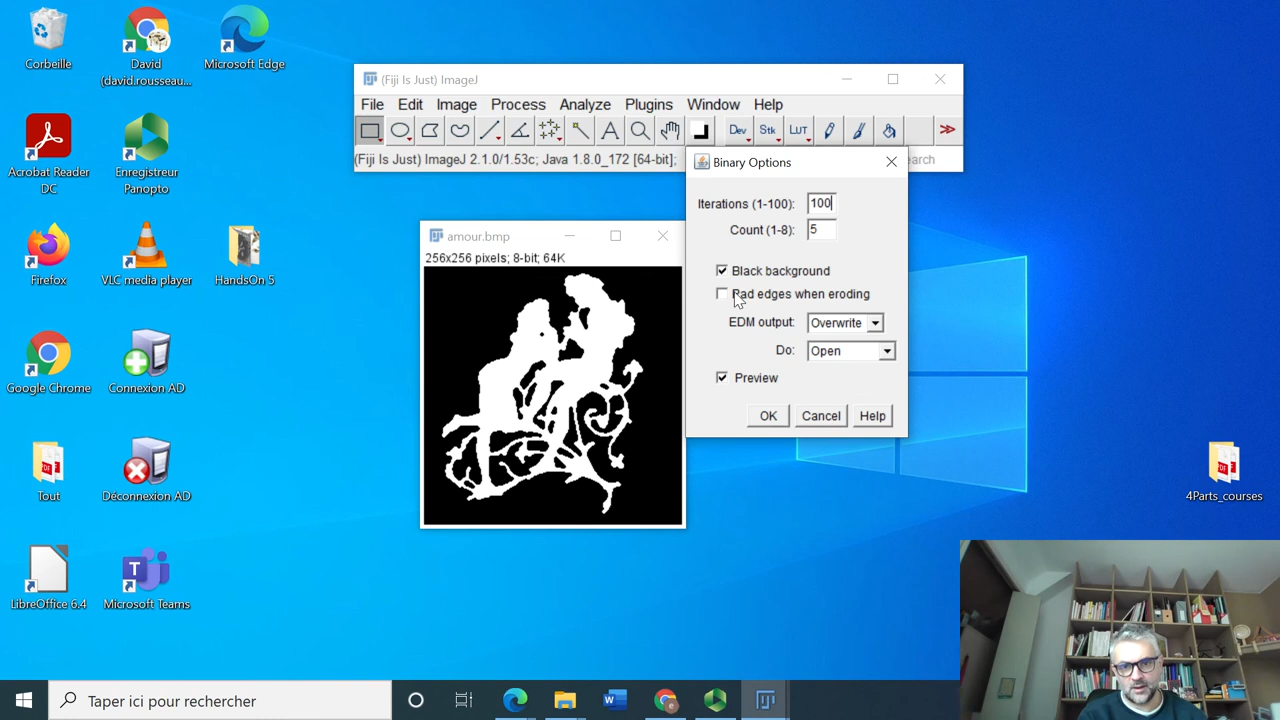 Corbeille
David
(david.rousseau...
Microsoft Edge
Acrobat Reader
DC
Enregistreur
Panopto
Firefox
VLC media player
HandsOn 5
Google Chrome
Connexion AD
Tout
Déconnexion AD
LibreOffice 6.4
Microsoft Teams
4Parts_courses
(Fiji Is Just) ImageJ
File Edit Image Process Analyze Plugins Window Help
Dev Stk LUT
(Fiji Is Just) ImageJ 2.1.0/1.53c; Java 1.8.0_172 [64-bit];
earch
amour.bmp
256x256 pixels; 8-bit; 64K
Binary Options
Iterations (1-100): 100
Count (1-8): 5
Black background
Pad edges when eroding
EDM output: Overwrite
Do: Open
Preview
OK Cancel Help
Taper ici pour rechercher